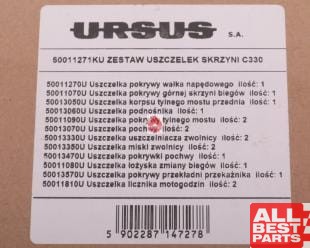 URSUS S.A.
50011271KU ZESTAW USZCZELEK SKRZYNI C330
50011270U Uszczelka pokrywy wałka napędowego ilość: 1
50011070U Uszczelka pokrywy górnej skrzyni biegów ilość: 1
50013050U Uszczelka korpsu tylnego mostu przednia ilość: 1
50013060U Uszczelka podnośnika ilość: 1
50011090U Uszczelka pokrywy tylnego mostu ilość: 2
50013070U Uszczelka pochwy ilość: 2
50013330U Uszczelka uszczelniacza zwolnicy ilość: 2
50013350U Uszczelka miski zwolnicy ilość: 2
50013470U Uszczelka pokrywki pochwy ilość: 1
50011080U Uszczelka łożyska zmiany biegów ilość: 1
50013570U Uszczelka pokrywy przekładni przekaźnika ilość: 1
50011810U Uszczelka licznika motogodzin ilość: 2
5 902287 147278
ALL
BEST
PARTS